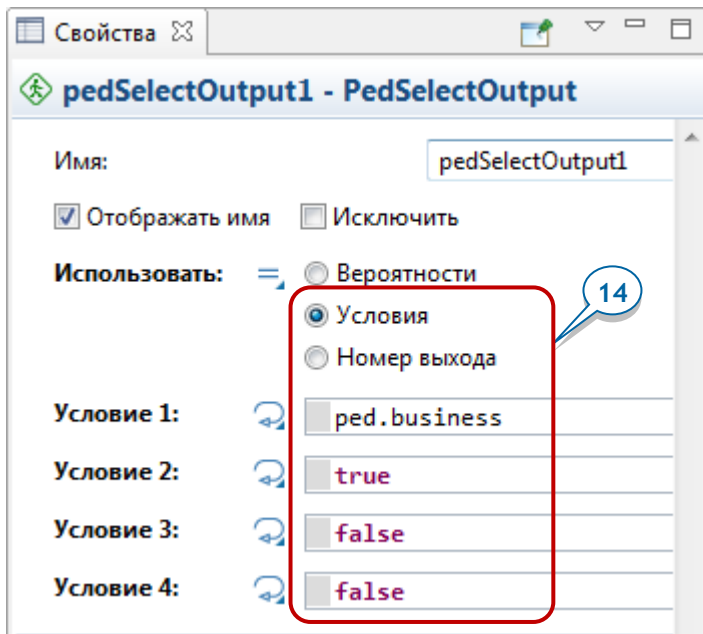 Свойства
pedSelectOutput1 - PedSelectOutput
Имя: pedSelectOutput1
Отображать имя Исключить
Использовать: Вероятности
14
Условия
Номер выхода
Условие 1: ped.business
Условие 2: true
Условие 3: false
Условие 4: false